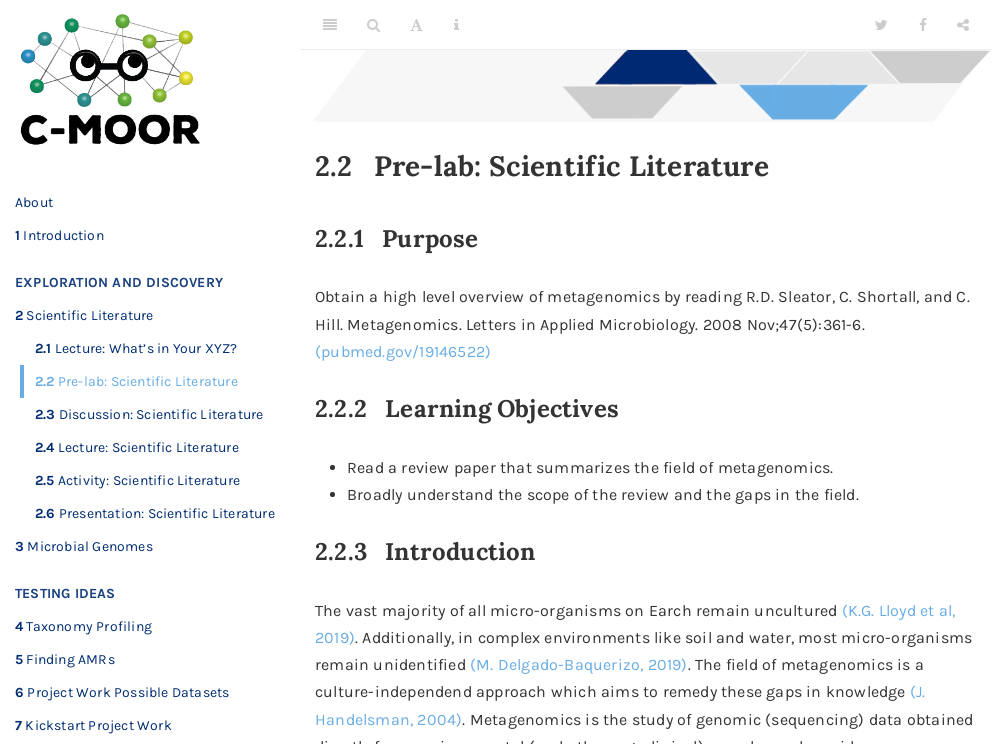 C-MOOR
About
1 Introduction
EXPLORATION AND DISCOVERY
2 Scientific Literature
2.1 Lecture: What's in Your XYZ?
2.2 Pre-lab: Scientific Literature
2.3 Discussion: Scientific Literature
2.4 Lecture: Scientific Literature
2.5 Activity: Scientific Literature
2.6 Presentation: Scientific Literature
3 Microbial Genomes
TESTING IDEAS
4 Taxonomy Profiling
5 Finding AMRs
6 Project Work Possible Datasets
7 Kickstart Project Work
2.2 Pre-lab: Scientific Literature
2.2.1 Purpose
Obtain a high level overview of metagenomics by reading R.D. Sleator, C. Shortall, and C.
Hill. Metagenomics. Letters in Applied Microbiology. 2008 Nov;47(5):361-6.
(pubmed.gov/19146522)
2.2.2 Learning Objectives
• Read a review paper that summarizes the field of metagenomics.
• Broadly understand the scope of the review and the gaps in the field.
2.2.3 Introduction
The vast majority of all micro-organisms on Earch remain uncultured (K.G. Lloyd et al,
2019). Additionally, in complex environments like soil and water, most micro-organisms
remain unidentified (M. Delgado-Baquerizo, 2019). The field of metagenomics is a
culture-independent approach which aims to remedy these gaps in knowledge (J.
Handelsman, 2004). Metagenomics is the study of genomic (sequencing) data obtained